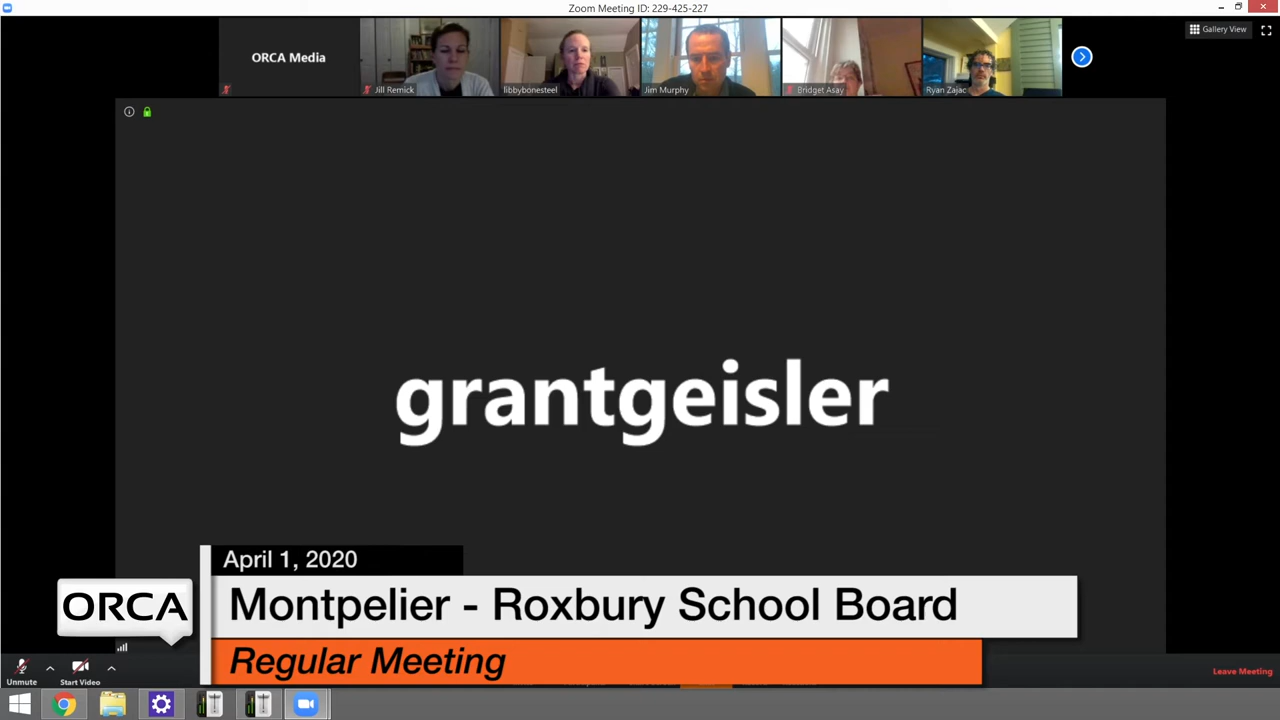 Zoom Meeting ID: 229-425-227
ORCA Media
Jill Remick
libbybonesteel
Jim Murphy
Bridget Asay
Ryan Zajac
Gallery View
grantgeisler
April 1, 2020
ORCA
Montpelier - Roxbury School Board
Regular Meeting
Unmute
Start Video
Leave Meeting